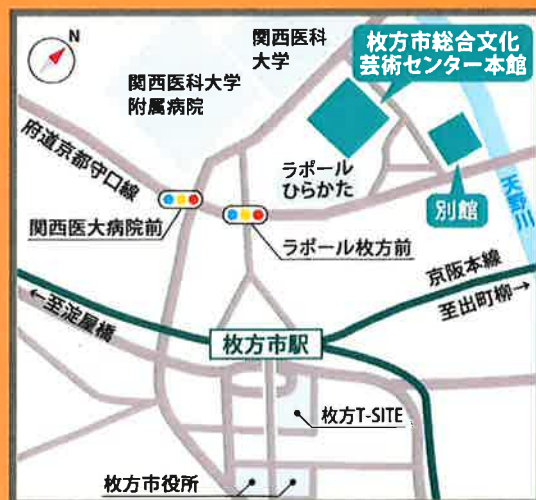 N
関西医科
大学
関西医科大学
附属病院
枚方市総合文化
芸術センター本館
府道京都守口線
ラポール
ひらかた
別館
天野川
関西医大病院前
ラポール枚方前
京阪本線
至出町柳→
←至淀屋橋
枚方市駅
枚方T-SITE
枚方市役所